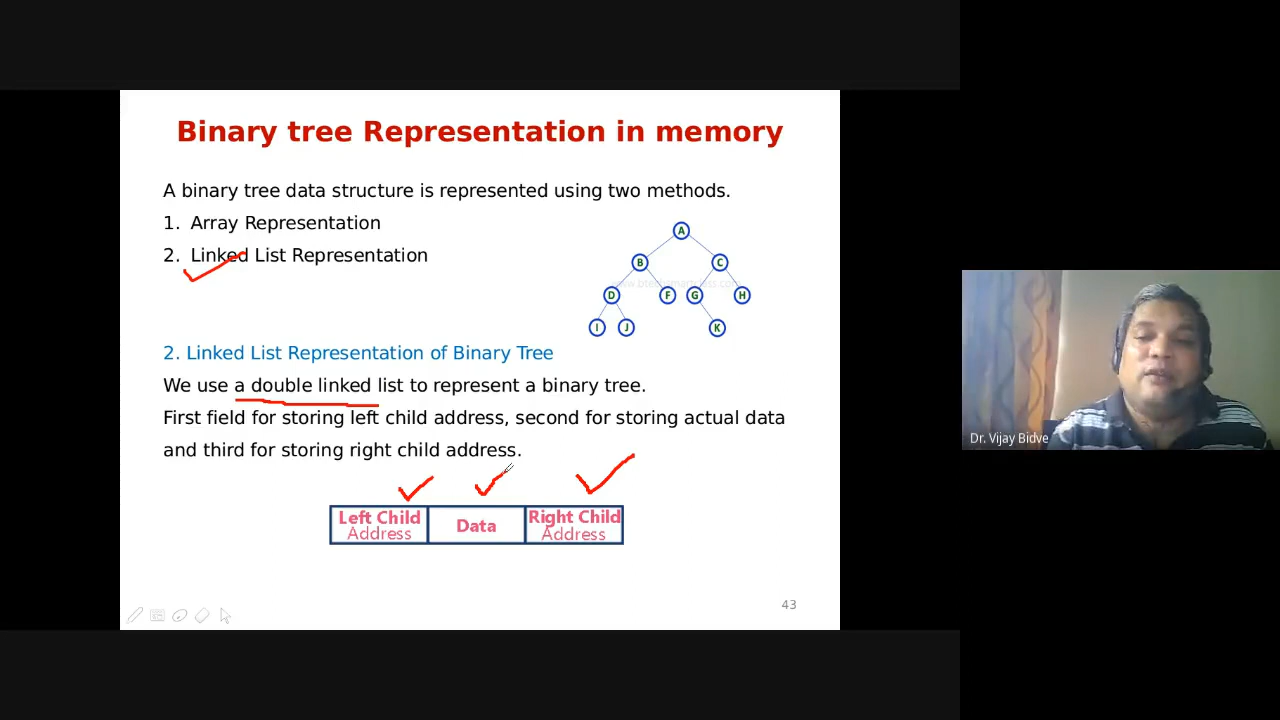 Binary tree Representation in memory
A binary tree data structure is represented using two methods.
1. Array Representation
2. Linked List Representation
A
B
C
D
F
G
H
I
J
K
2. Linked List Representation of Binary Tree
We use a double linked list to represent a binary tree.
First field for storing left child address, second for storing actual data
and third for storing right child address.
Left Child
Address
Data
Right Child
Address
43
Dr. Vijay Bidve